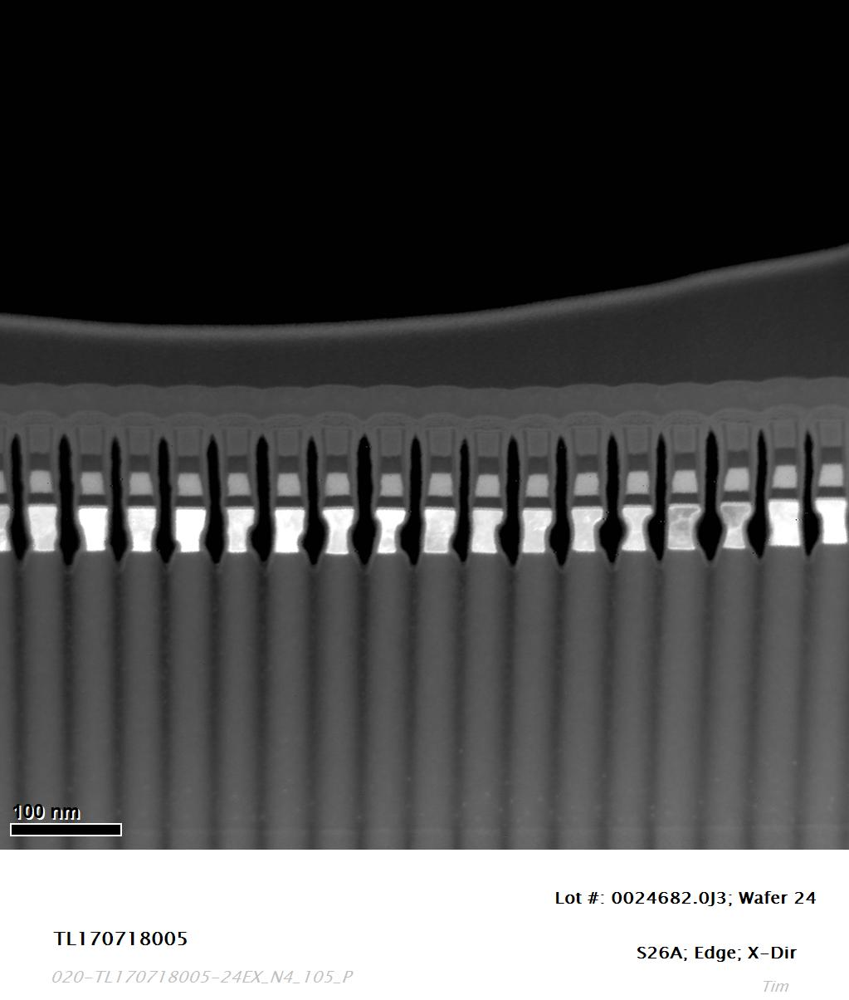 100 nm
Lot #: 0024682.0J3; Wafer 24
TL170718005
S26A; Edge; X-Dir
020-TL170718005-24EX_N4_105_P
Tim